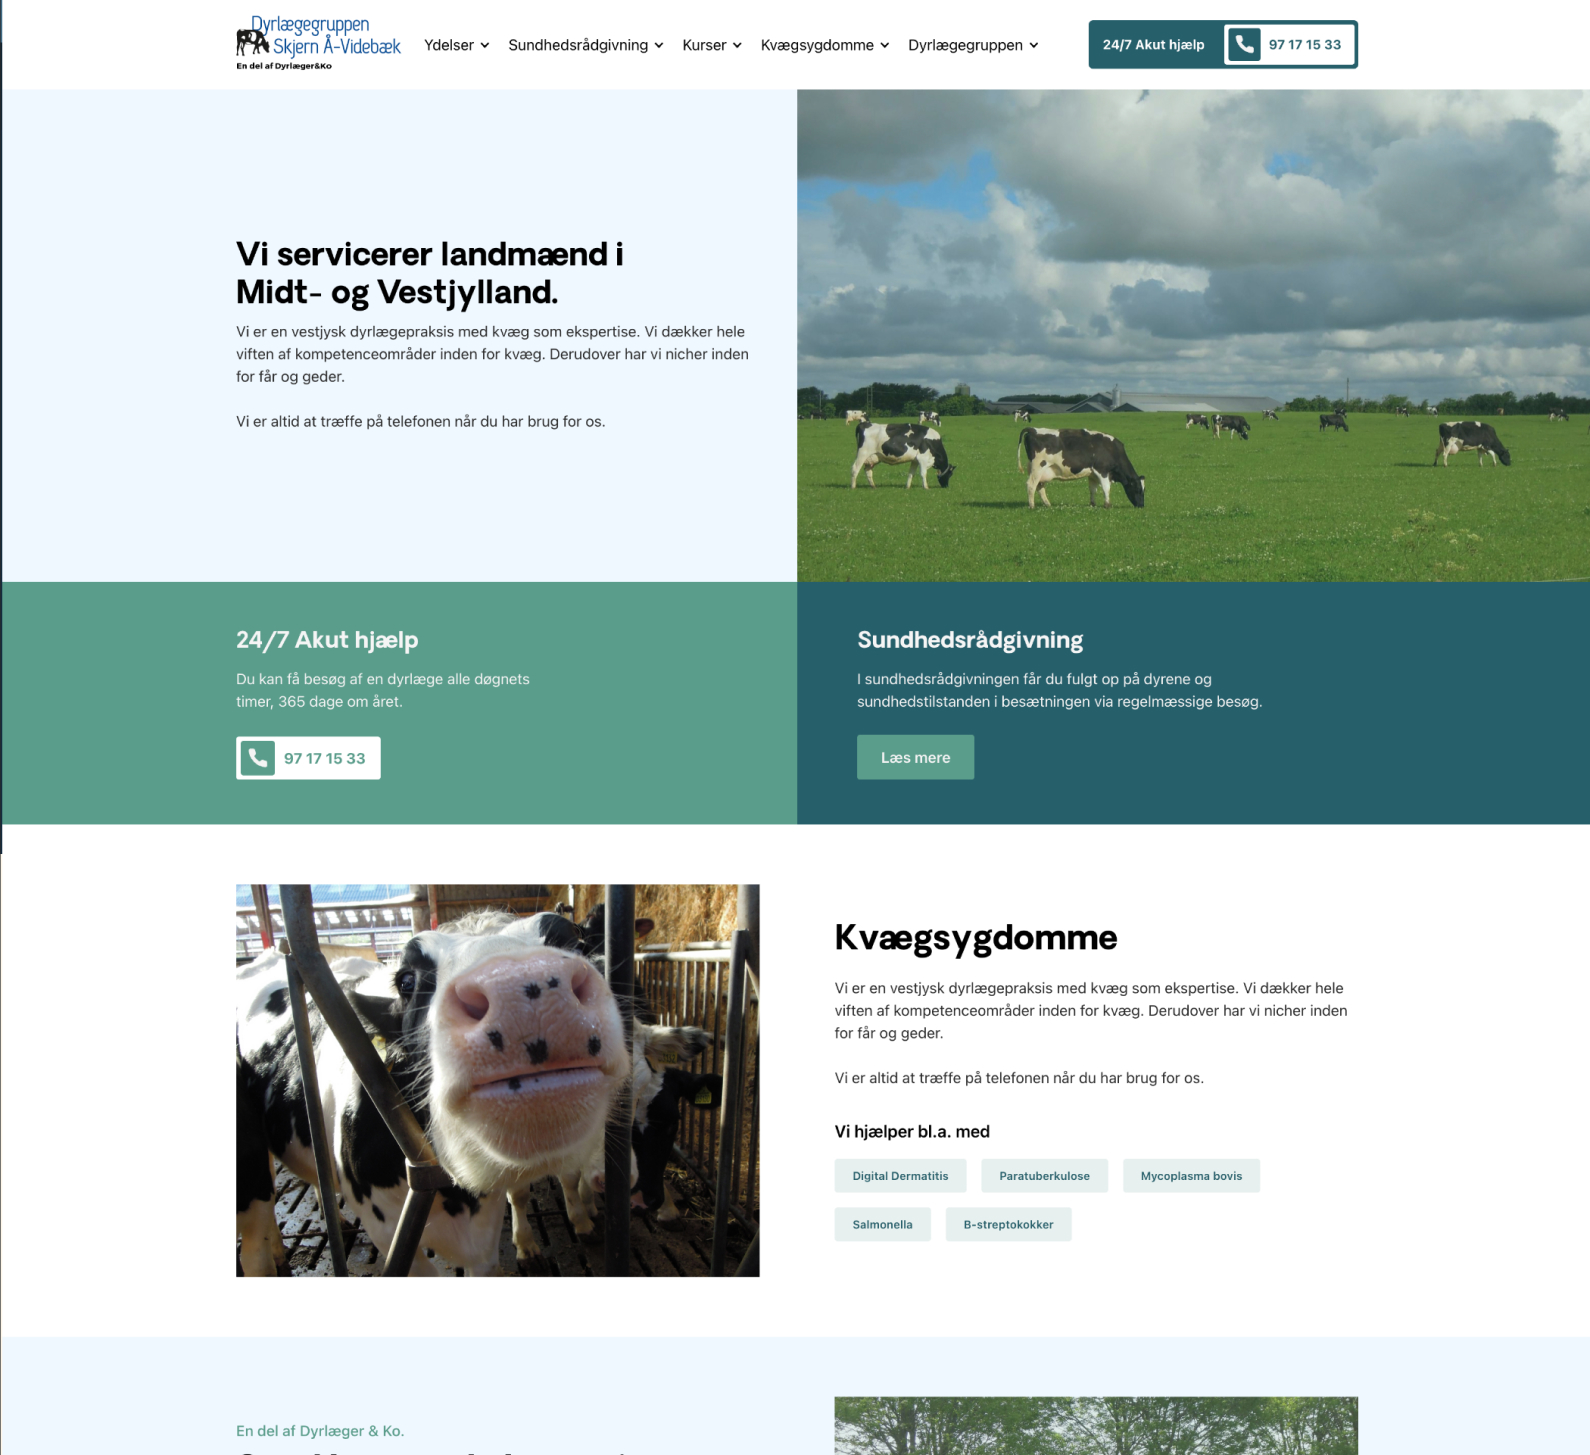 Dyrlægegruppen
Skjern Å-Videbæk
En del af Dyrlæger&Ko
Ydelser
Sundhedsrådgivning
Kurser
Kvægsygdomme
Dyrlægegruppen
24/7 Akut hjælp
97 17 15 33
Vi servicerer landmænd i
Midt- og Vestjylland.
Vi er en vestjysk dyrlægepraksis med kvæg som ekspertise. Vi dækker hele
viften af kompetenceområder inden for kvæg. Derudover har vi nicher inden
for får og geder.
Vi er altid at træffe på telefonen når du har brug for os.
24/7 Akut hjælp
Du kan få besøg af en dyrlæge alle døgnets
timer, 365 dage om året.
97 17 15 33
Sundhedsrådgivning
I sundhedsrådgivningen får du fulgt op på dyrene og
sundhedstilstanden i besætningen via regelmæssige besøg.
Læs mere
Kvægsygdomme
Vi er en vestjysk dyrlægepraksis med kvæg som ekspertise. Vi dækker hele
viften af kompetenceområder inden for kvæg. Derudover har vi nicher inden
for får og geder.
Vi er altid at træffe på telefonen når du har brug for os.
Vi hjælper bl.a. med
Digital Dermatitis
Paratuberkulose
Mycoplasma bovis
Salmonella
B-streptokokker
En del af Dyrlæger & Ko.